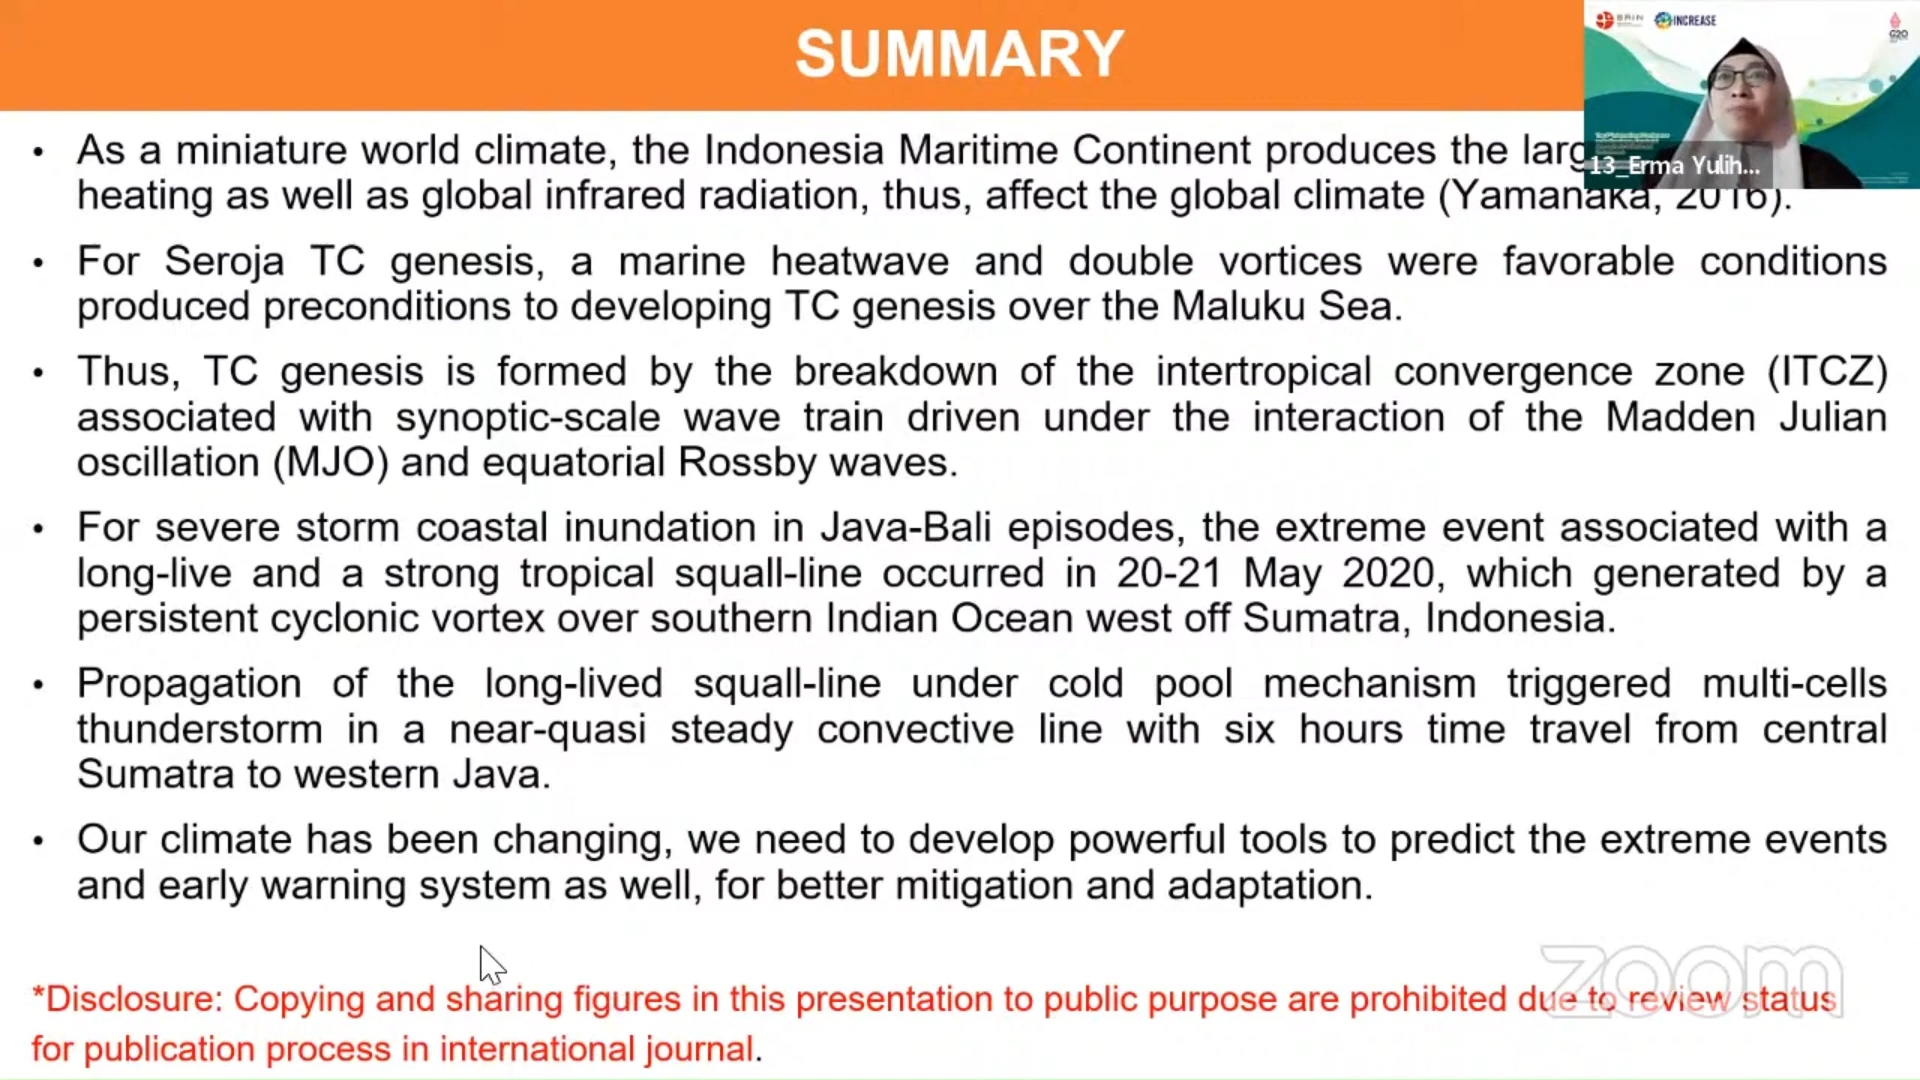 SUMMARY
BRIN
INCREASE
G20
13_Erma Yulih...
• As a miniature world climate, the Indonesia Maritime Continent produces the
heating as well as global infrared radiation, thus, affect the global climate (Yamanaka, 2016).
• For Seroja TC genesis, a marine heatwave and double vortices were favorable conditions
produced preconditions to developing TC genesis over the Maluku Sea.
• Thus, TC genesis is formed by the breakdown of the intertropical convergence zone (ITCZ)
associated with synoptic-scale wave train driven under the interaction of the Madden Julian
oscillation (MJO) and equatorial Rossby waves.
• For severe storm coastal inundation in Java-Bali episodes, the extreme event associated with a
long-live and a strong tropical squall-line occurred in 20-21 May 2020, which generated by a
persistent cyclonic vortex over southern Indian Ocean west off Sumatra, Indonesia.
• Propagation of the long-lived squall-line under cold pool mechanism triggered multi-cells
thunderstorm in a near-quasi steady convective line with six hours time travel from central
Sumatra to western Java.
• Our climate has been changing, we need to develop powerful tools to predict the extreme events
and early warning system as well, for better mitigation and adaptation.
zoom
*Disclosure: Copying and sharing figures in this presentation to public purpose are prohibited due to review status
for publication process in international journal.